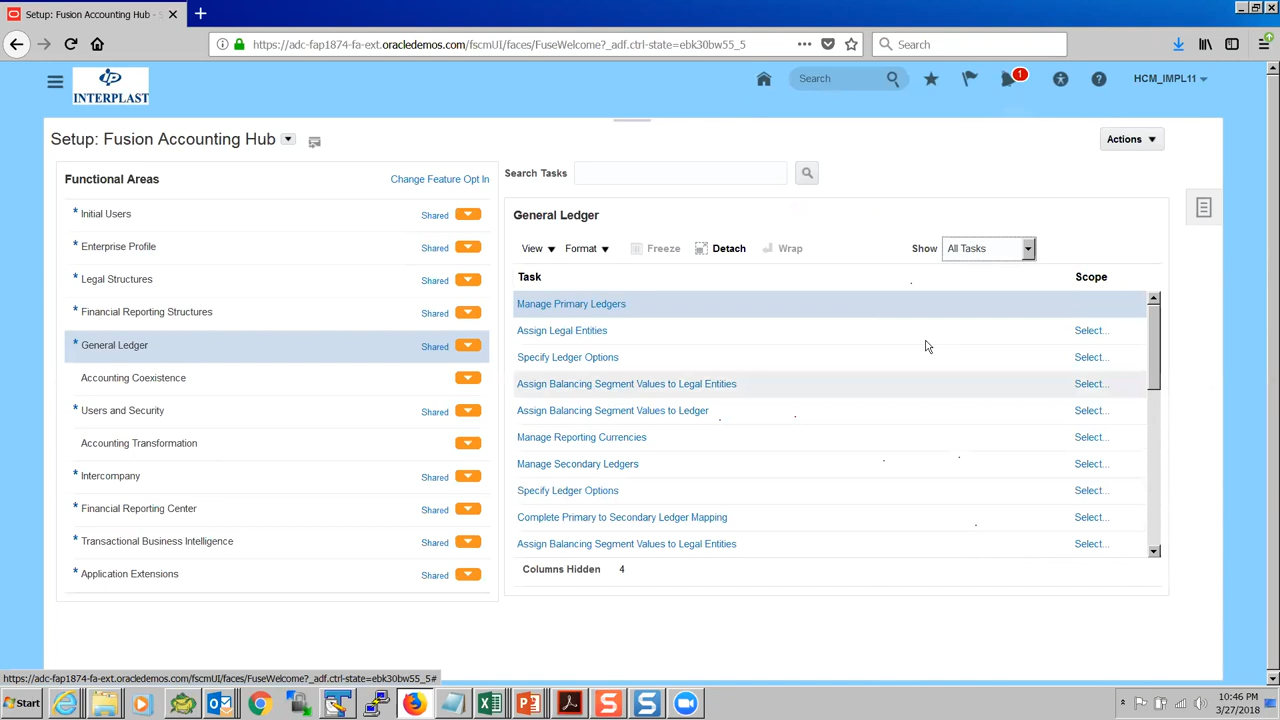 Setup: Fusion Accounting Hub - S
https://adc-fap1874-fa-ext.oracledemos.com/fscmUI/faces/FuseWelcome?_adf.ctrl-state=ebk30bw55_5
Search
INTERPLAST
Search
1
HCM_IMPL11
Setup: Fusion Accounting Hub
Actions
Functional Areas
Change Feature Opt In
* Initial Users Shared
* Enterprise Profile Shared
* Legal Structures Shared
* Financial Reporting Structures Shared
* General Ledger Shared
Accounting Coexistence
* Users and Security Shared
Accounting Transformation
* Intercompany Shared
* Financial Reporting Center Shared
* Transactional Business Intelligence Shared
* Application Extensions Shared
Search Tasks
General Ledger
View Format Freeze Detach Wrap Show All Tasks
Task Scope
Manage Primary Ledgers
Assign Legal Entities Select...
Specify Ledger Options Select...
Assign Balancing Segment Values to Legal Entities Select...
Assign Balancing Segment Values to Ledger Select...
Manage Reporting Currencies Select...
Manage Secondary Ledgers Select...
Specify Ledger Options Select...
Complete Primary to Secondary Ledger Mapping Select...
Assign Balancing Segment Values to Legal Entities Select...
Columns Hidden 4
https://adc-fap1874-fa-ext.oracledemos.com/fscmUI/faces/FuseWelcome?_adf.ctrl-state=ebk30bw55_5#
Start
10:46 PM
3/27/2018